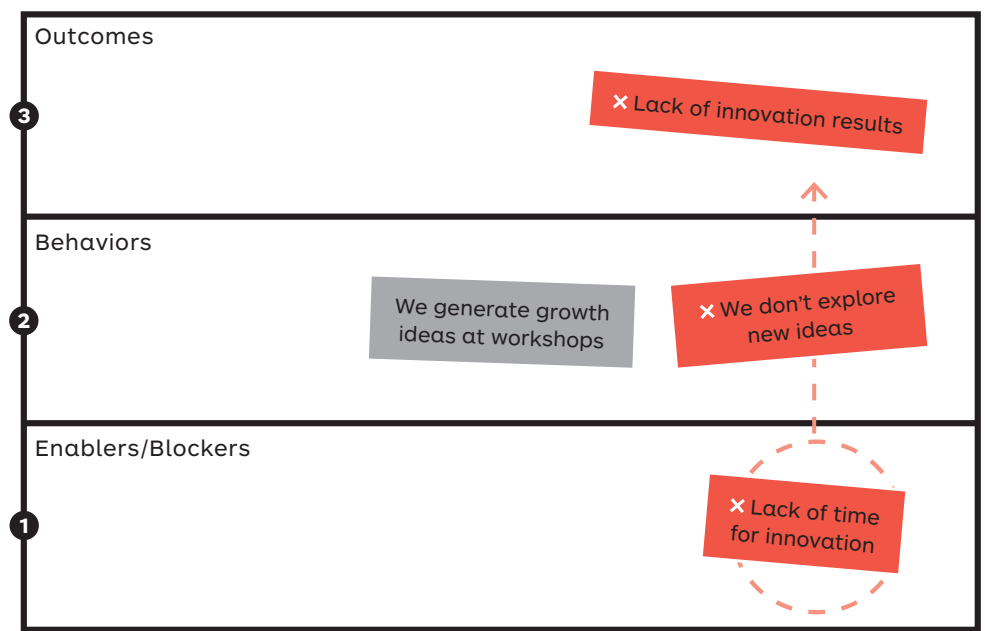 Outcomes
3
× Lack of innovation results
Behaviors
2
We generate growth
ideas at workshops
× We don’t explore
new ideas
Enablers/Blockers
1
× Lack of time
for innovation